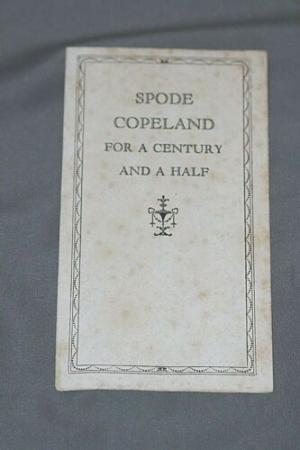 SPODE
COPELAND
FOR A CENTURY
AND A HALF